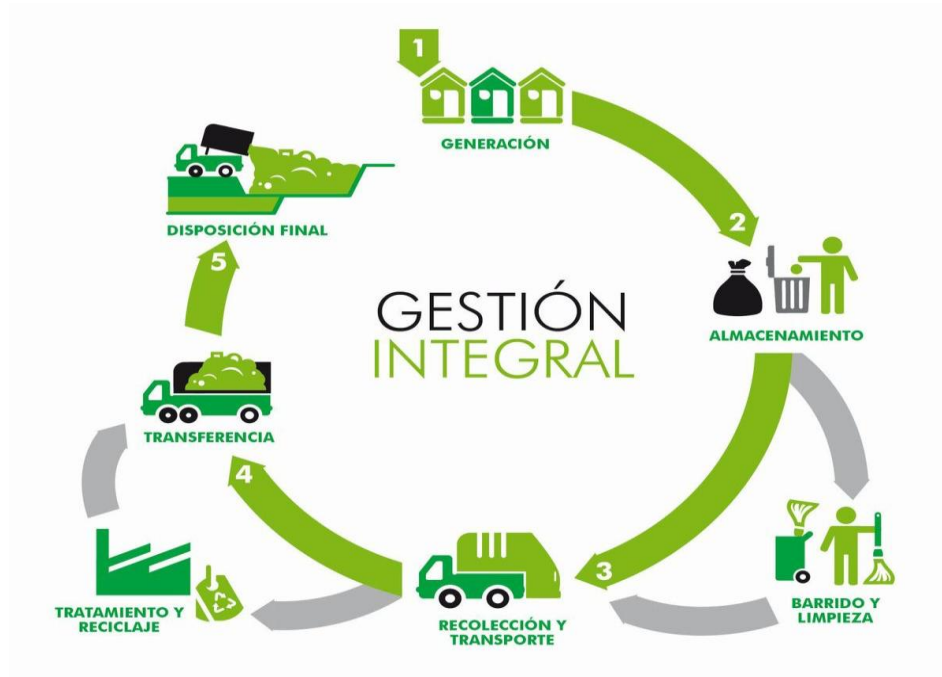 1
GENERACIÓN
2
ALMACENAMIENTO
BARRIDO Y
LIMPIEZA
3
RECOLECCIÓN Y
TRANSPORTE
TRATAMIENTO Y
RECICLAJE
4
TRANSFERENCIA
5
DISPOSICIÓN FINAL
GESTIÓN
INTEGRAL